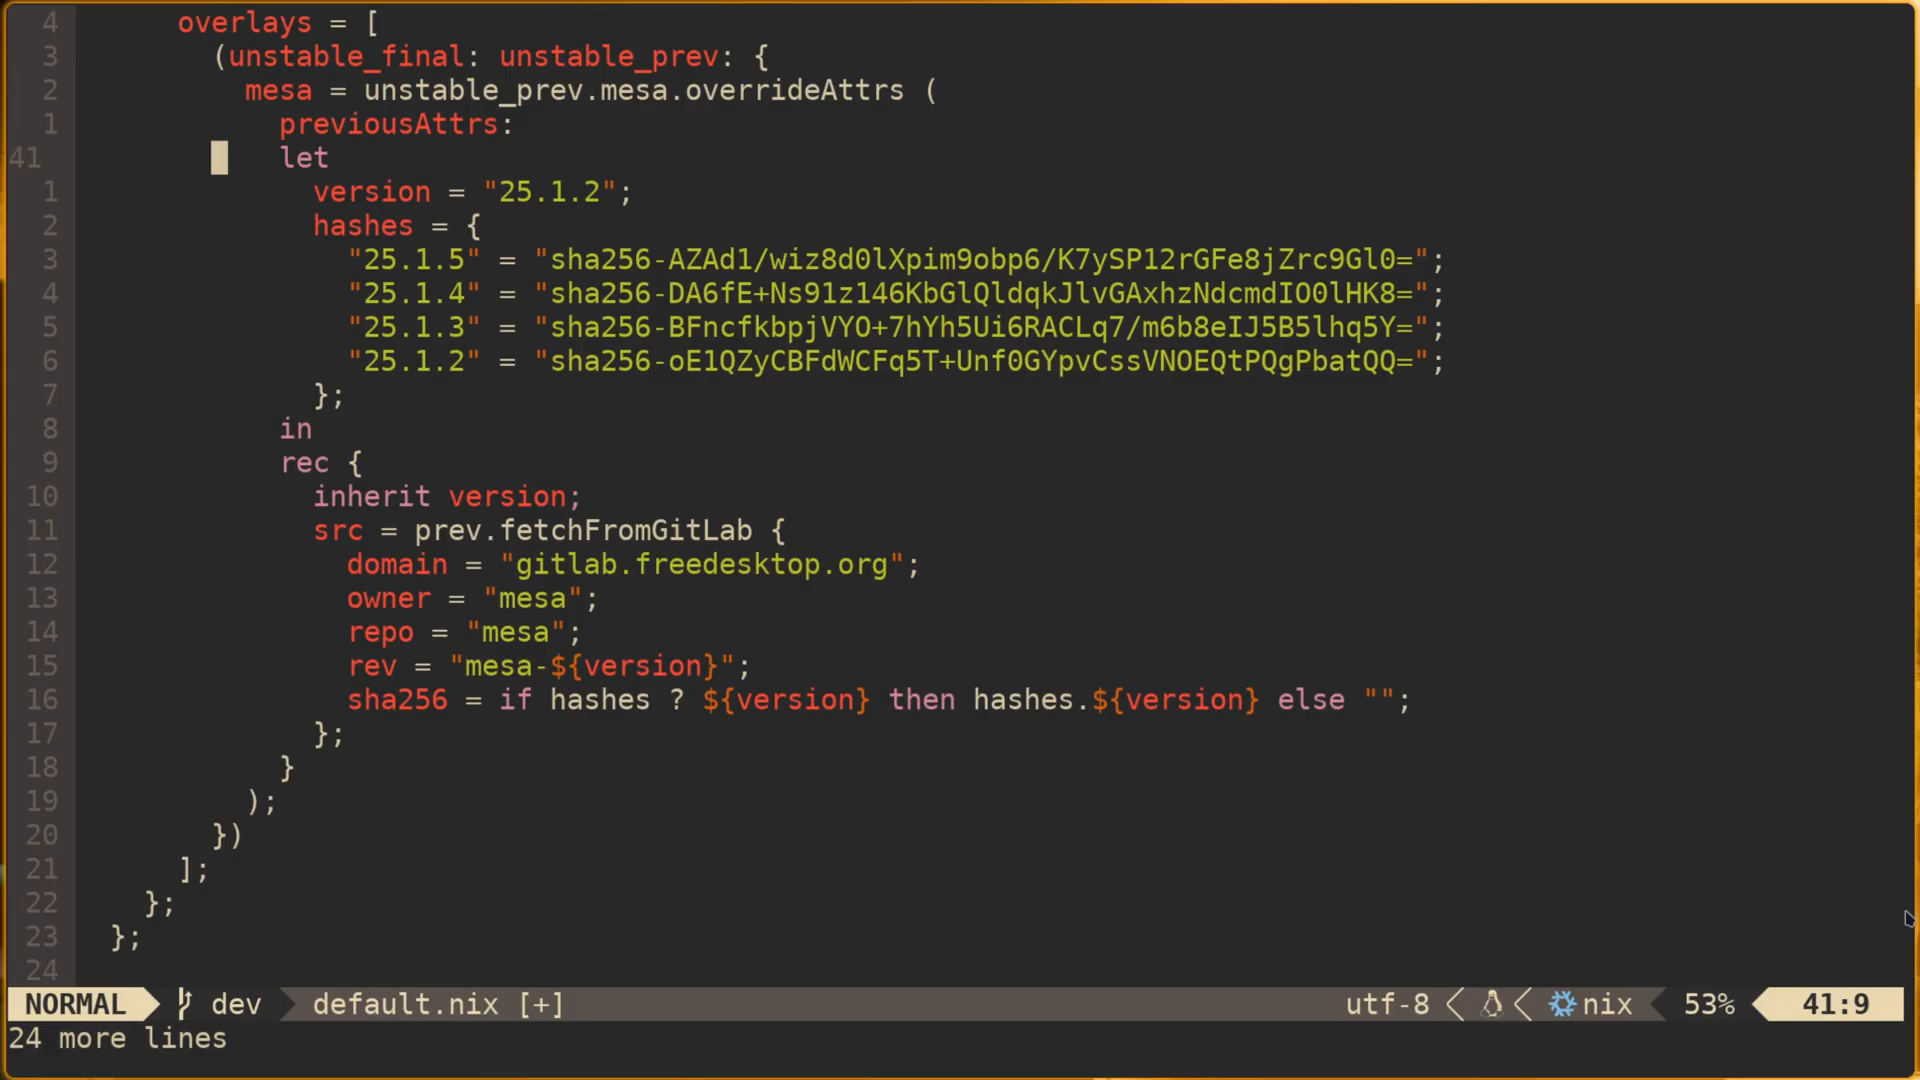 4 overlays = [
3 (unstable_final: unstable_prev: {
2 mesa = unstable_prev.mesa.overrideAttrs (
1 previousAttrs:
41 let
1 version = "25.1.2";
2 hashes = {
3 "25.1.5" = "sha256-AZAd1/wiz8d0lXpim9obp6/K7ySP12rGFe8jZrc9Gl0=";
4 "25.1.4" = "sha256-DA6fE+Ns91z146KbGlQldqkJlvGAxhzNdcmdIO0lHK8=";
5 "25.1.3" = "sha256-BFncfkbpjVYO+7hYh5Ui6RACLq7/m6b8eIJ5B5lhq5Y=";
6 "25.1.2" = "sha256-oE1QZyCBFdWCFq5T+Unf0GYpvCssVNOEQtPQgPbatQQ=";
7 };
8 in
9 rec {
10 inherit version;
11 src = prev.fetchFromGitLab {
12 domain = "gitlab.freedesktop.org";
13 owner = "mesa";
14 repo = "mesa";
15 rev = "mesa-${version}";
16 sha256 = if hashes ? ${version} then hashes.${version} else "";
17 };
18 }
19 );
20 })
21 ];
22 };
23 };
24
NORMAL dev default.nix [+] utf-8 nix 53% 41:9
24 more lines